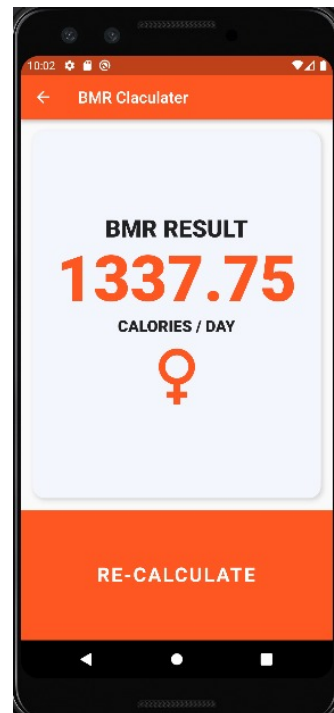 10:02
BMR Claculater
BMR RESULT
1337.75
CALORIES / DAY
RE-CALCULATE